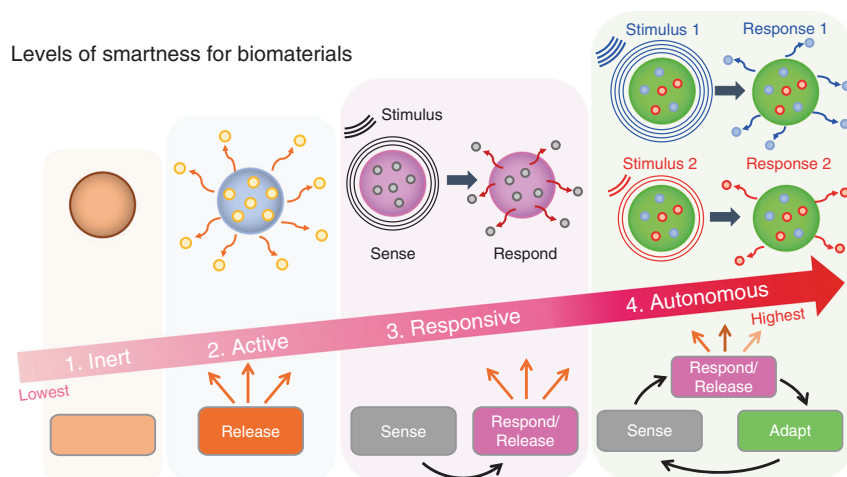 Levels of smartness for biomaterials
Stimulus
Sense
Respond
Stimulus 1
Response 1
Stimulus 2
Response 2
1. Inert
2. Active
3. Responsive
4. Autonomous
Lowest
Highest
Release
Sense
Respond/
Release
Respond/
Release
Sense
Adapt